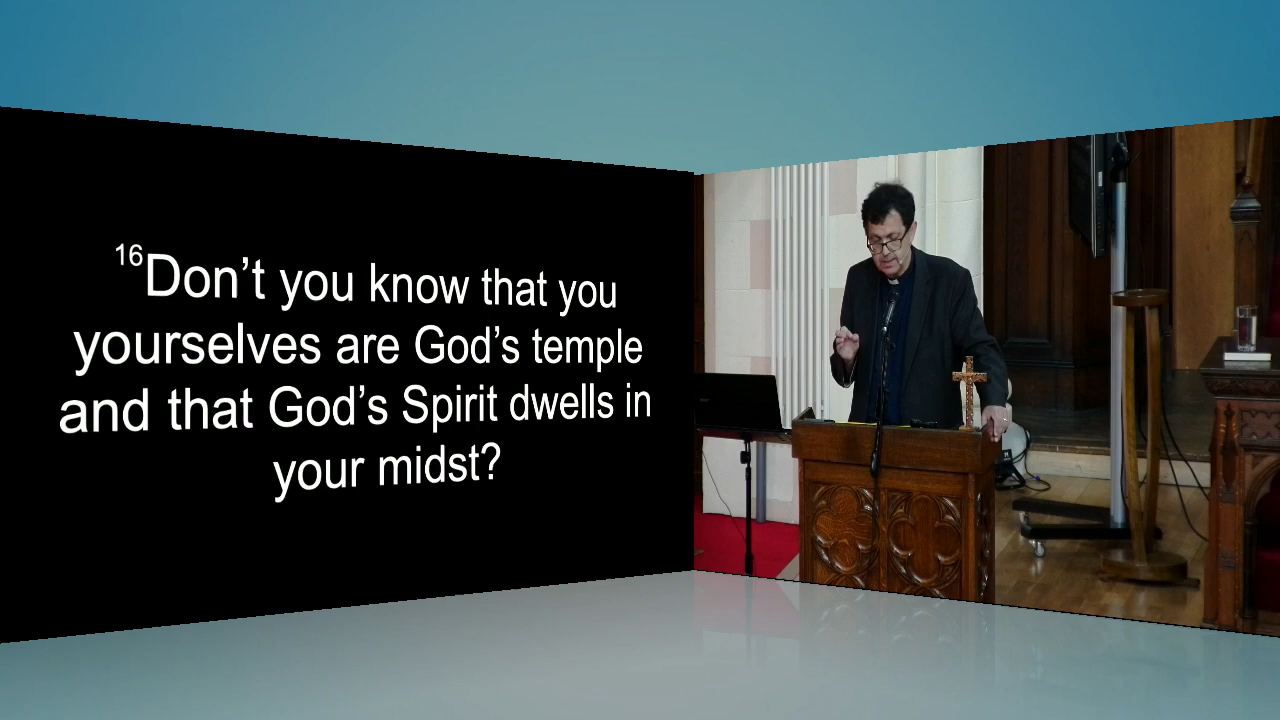 ¹⁶Don’t you know that you
yourselves are God’s temple
and that God’s Spirit dwells in
your midst?